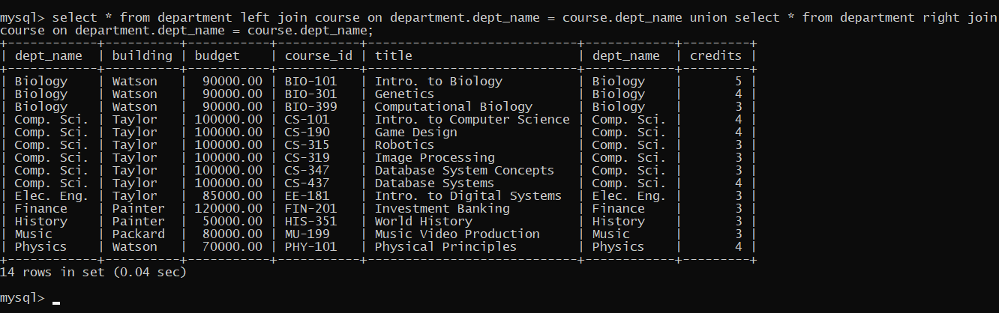 mysql> select * from department left join course on department.dept_name = course.dept_name union select * from department right join
course on department.dept_name = course.dept_name;
+------------+----------+-----------+-----------+----------------------------+------------+---------+
| dept_name  | building | budget    | course_id | title                      | dept_name  | credits |
+------------+----------+-----------+-----------+----------------------------+------------+---------+
| Biology    | Watson   |  90000.00 | BIO-101   | Intro. to Biology          | Biology    |       5 |
| Biology    | Watson   |  90000.00 | BIO-301   | Genetics                   | Biology    |       4 |
| Biology    | Watson   |  90000.00 | BIO-399   | Computational Biology      | Biology    |       3 |
| Comp. Sci. | Taylor   | 100000.00 | CS-101    | Intro. to Computer Science | Comp. Sci. |       4 |
| Comp. Sci. | Taylor   | 100000.00 | CS-190    | Game Design                | Comp. Sci. |       4 |
| Comp. Sci. | Taylor   | 100000.00 | CS-315    | Robotics                   | Comp. Sci. |       3 |
| Comp. Sci. | Taylor   | 100000.00 | CS-319    | Image Processing           | Comp. Sci. |       3 |
| Comp. Sci. | Taylor   | 100000.00 | CS-347    | Database System Concepts   | Comp. Sci. |       3 |
| Comp. Sci. | Taylor   | 100000.00 | CS-437    | Database Systems           | Comp. Sci. |       4 |
| Elec. Eng. | Taylor   |  85000.00 | EE-181    | Intro. to Digital Systems  | Elec. Eng. |       3 |
| Finance    | Painter  | 120000.00 | FIN-201   | Investment Banking         | Finance    |       3 |
| History    | Painter  |  50000.00 | HIS-351   | World History              | History    |       3 |
| Music      | Packard  |  80000.00 | MU-199    | Music Video Production     | Music      |       3 |
| Physics    | Watson   |  70000.00 | PHY-101   | Physical Principles        | Physics    |       4 |
+------------+----------+-----------+-----------+----------------------------+------------+---------+
14 rows in set (0.04 sec)
mysql>